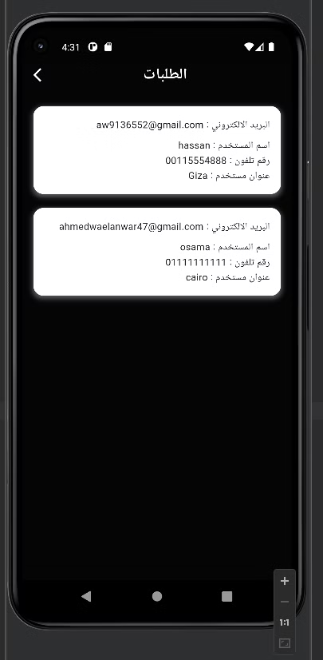 4:31
الطلبات
البريد الالكتروني : aw9136552@gmail.com
اسم المستخدم : hassan
رقم تلفون : 00115554888
عنوان مستخدم : Giza
البريد الالكتروني : ahmedwaelanwar47@gmail.com
اسم المستخدم : osama
رقم تلفون : 01111111111
عنوان مستخدم : cairo
1:1